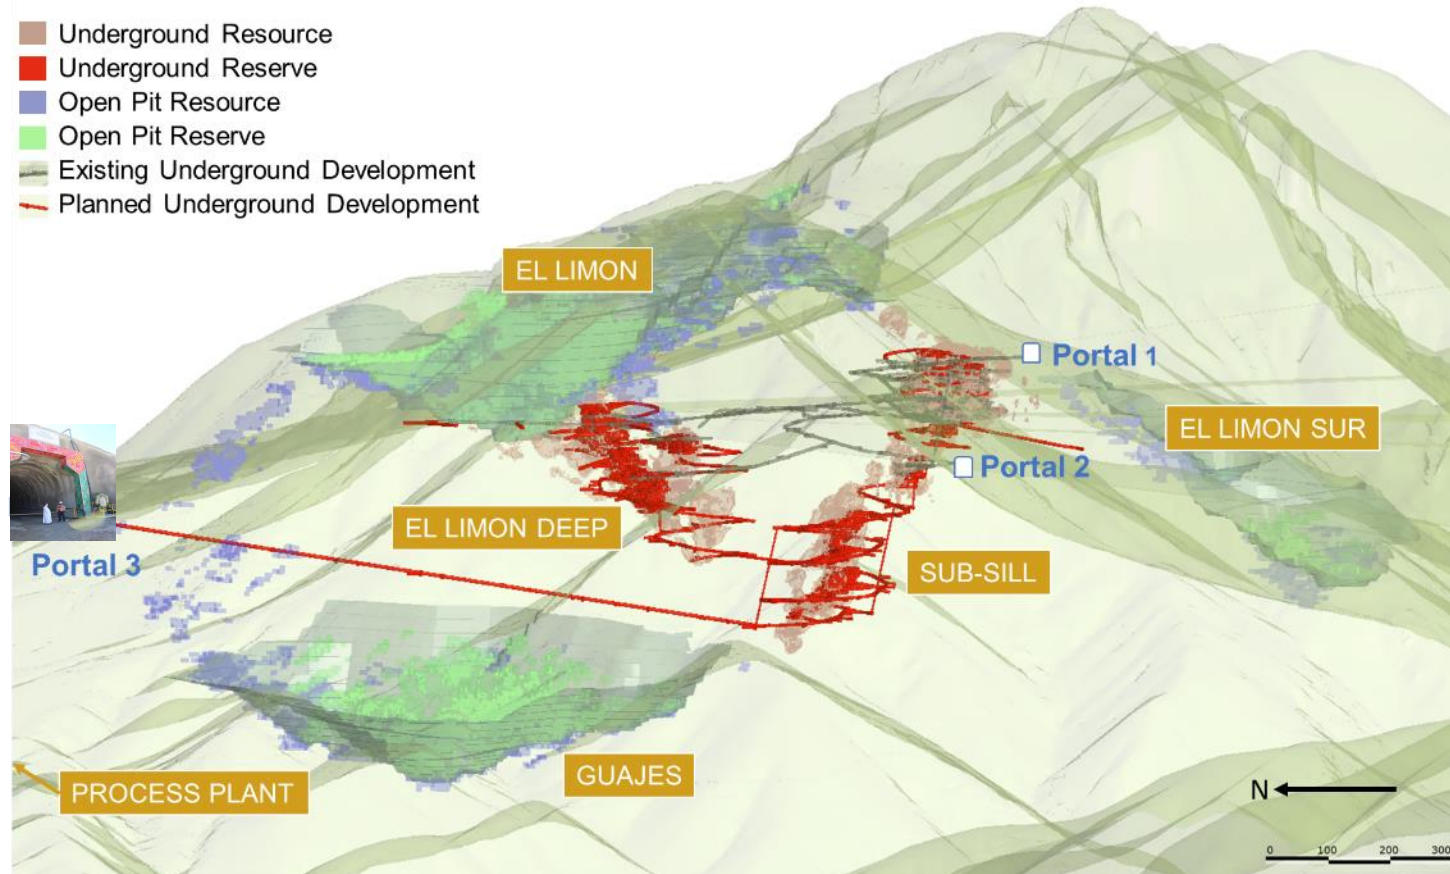 Underground Resource
Underground Reserve
Open Pit Resource
Open Pit Reserve
Existing Underground Development
Planned Underground Development
EL LIMON
Portal 1
EL LIMON SUR
Portal 2
EL LIMON DEEP
Portal 3
SUB-SILL
GUAJES
PROCESS PLANT
N
0 100 200 300